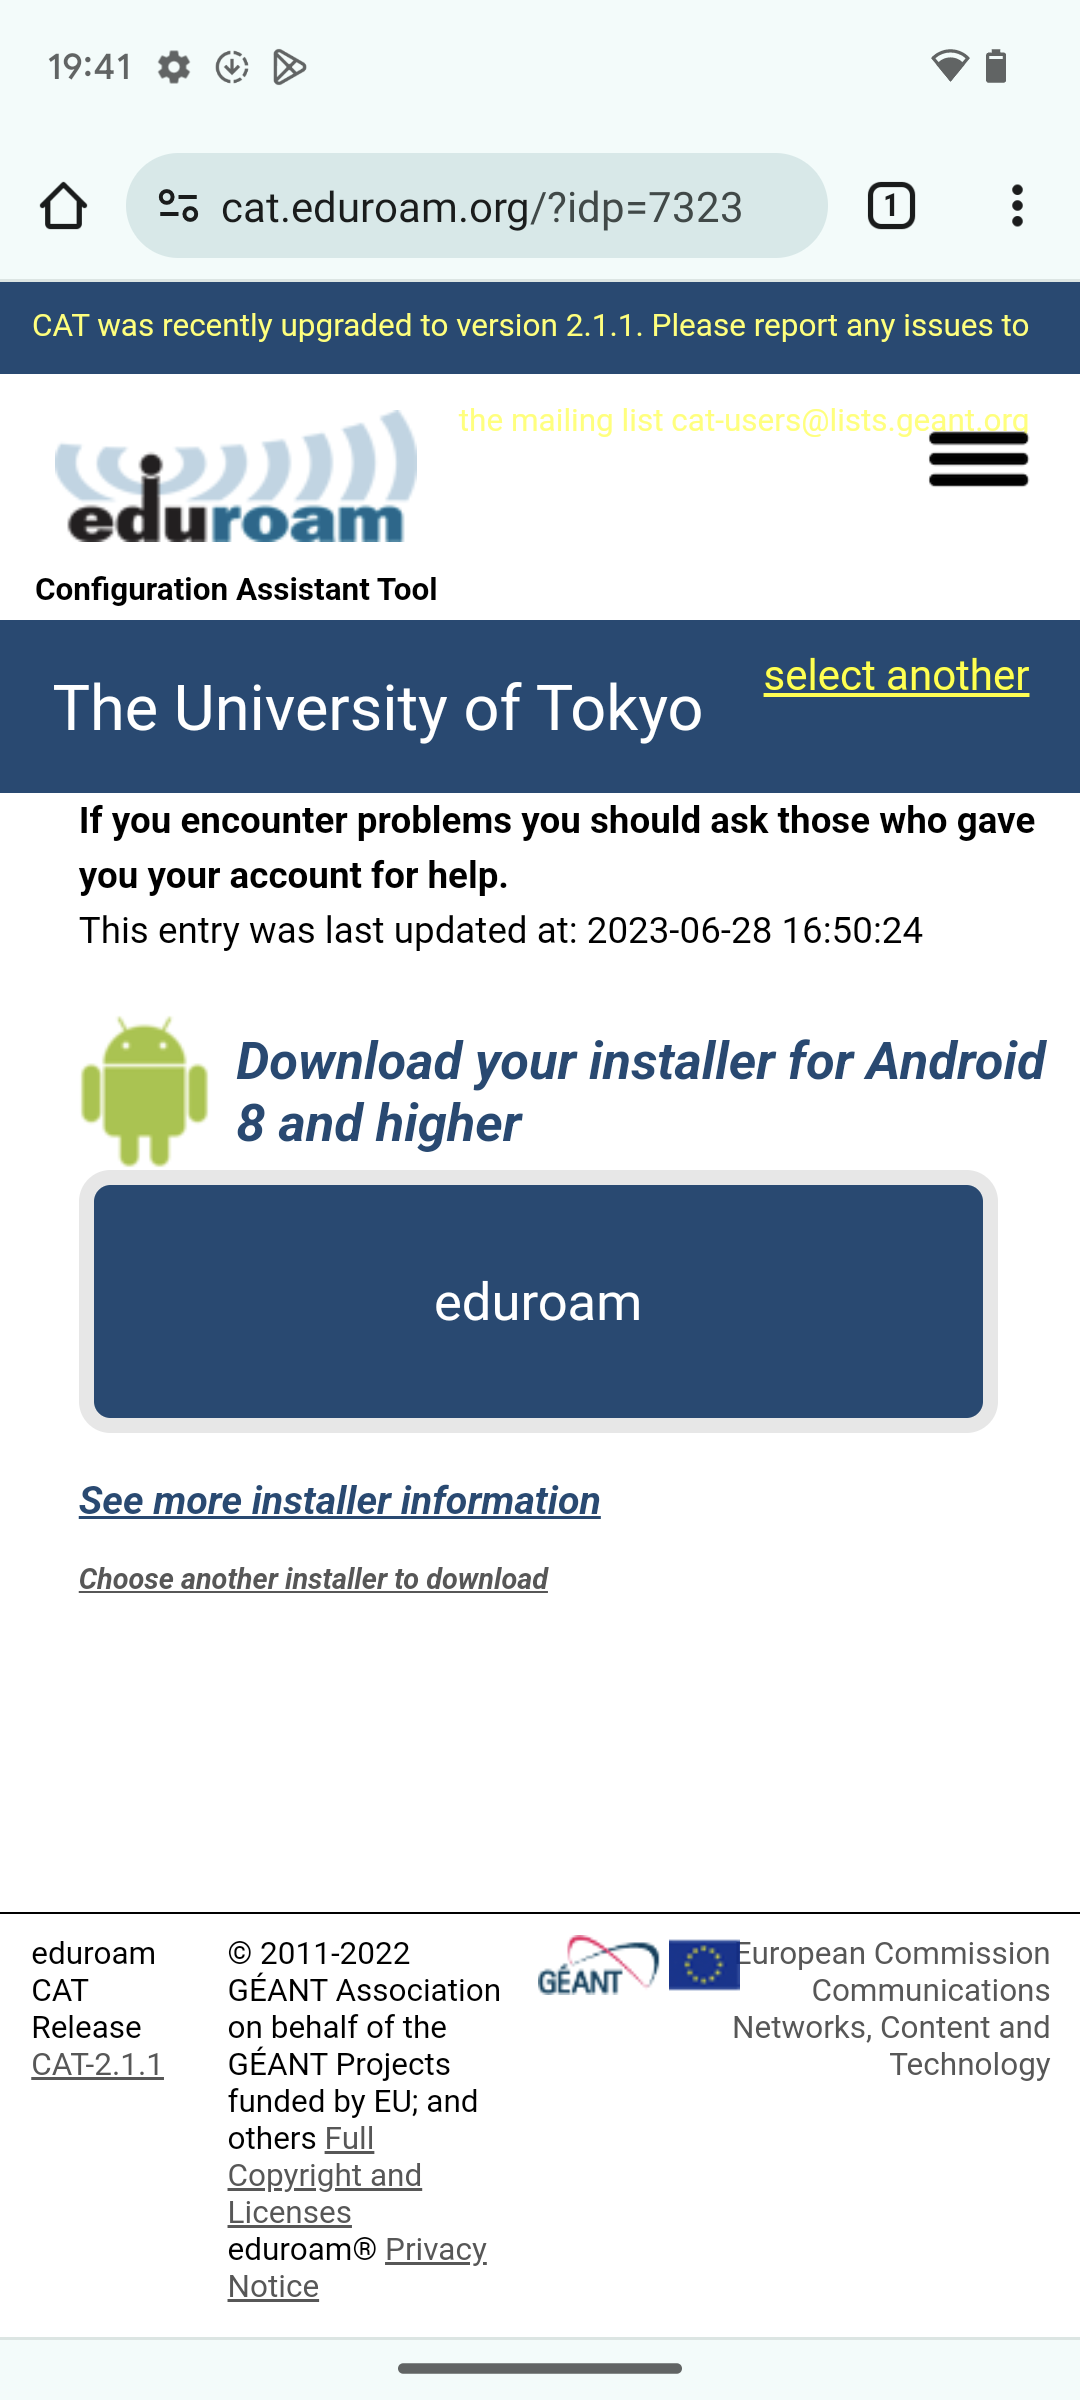 19:41
cat.eduroam.org/?idp=7323
1
CAT was recently upgraded to version 2.1.1. Please report any issues to
the mailing list cat-users@lists.geant.org
eduroam
Configuration Assistant Tool
The University of Tokyo
select another
If you encounter problems you should ask those who gave
you your account for help.
This entry was last updated at: 2023-06-28 16:50:24
Download your installer for Android
8 and higher
eduroam
See more installer information
Choose another installer to download
eduroam
CAT
Release
CAT-2.1.1
© 2011-2022
GÉANT Association
on behalf of the
GÉANT Projects
funded by EU; and
others Full
Copyright and
Licenses
eduroam® Privacy
Notice
GÉANT
European Commission
Communications
Networks, Content and
Technology